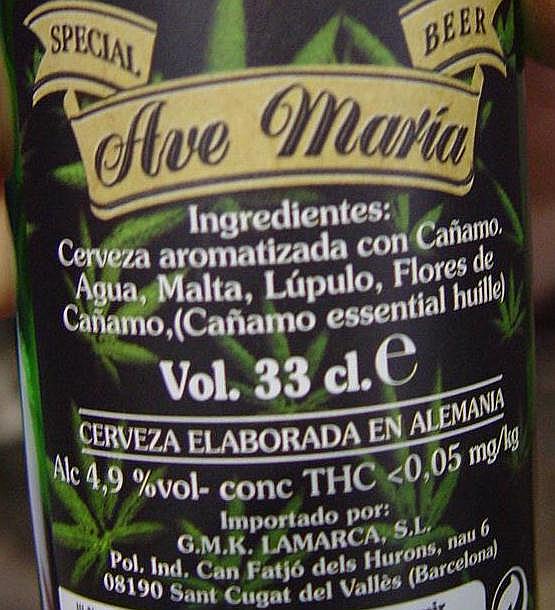 SPECIAL BEER
Ave María
Ingredientes:
Cerveza aromatizada con Cañamo.
Agua, Malta, Lúpulo, Flores de
Cañamo,(Cañamo essential huille)
Vol. 33 cl. e
CERVEZA ELABORADA EN ALEMANIA
Alc 4,9 %vol- conc THC <0,05 mg/kg
Importado por:
G.M.K. LAMARCA, S.L.
Pol. Ind. Can Fatjó dels Hurons, nau 6
08190 Sant Cugat del Vallès (Barcelona)